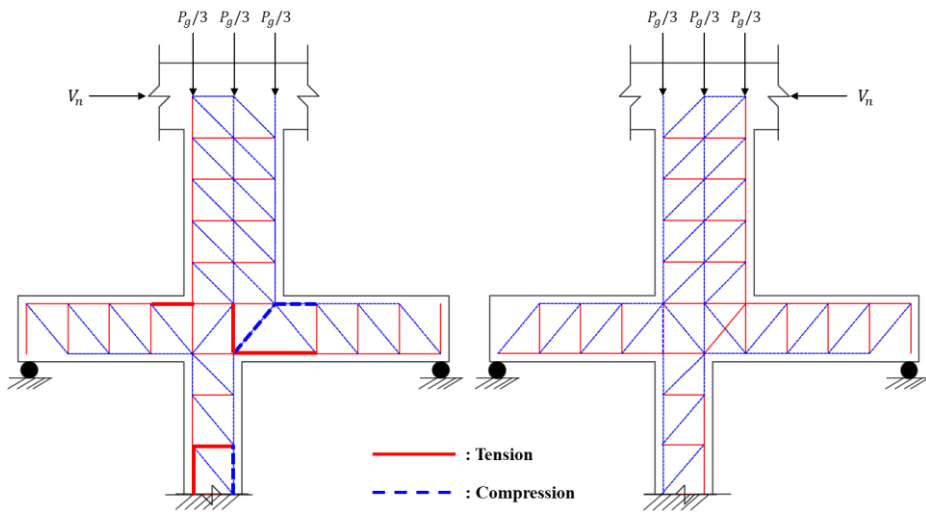 P_g/3 P_g/3 P_g/3
P_g/3 P_g/3 P_g/3
V_n
V_n
: Tension
: Compression